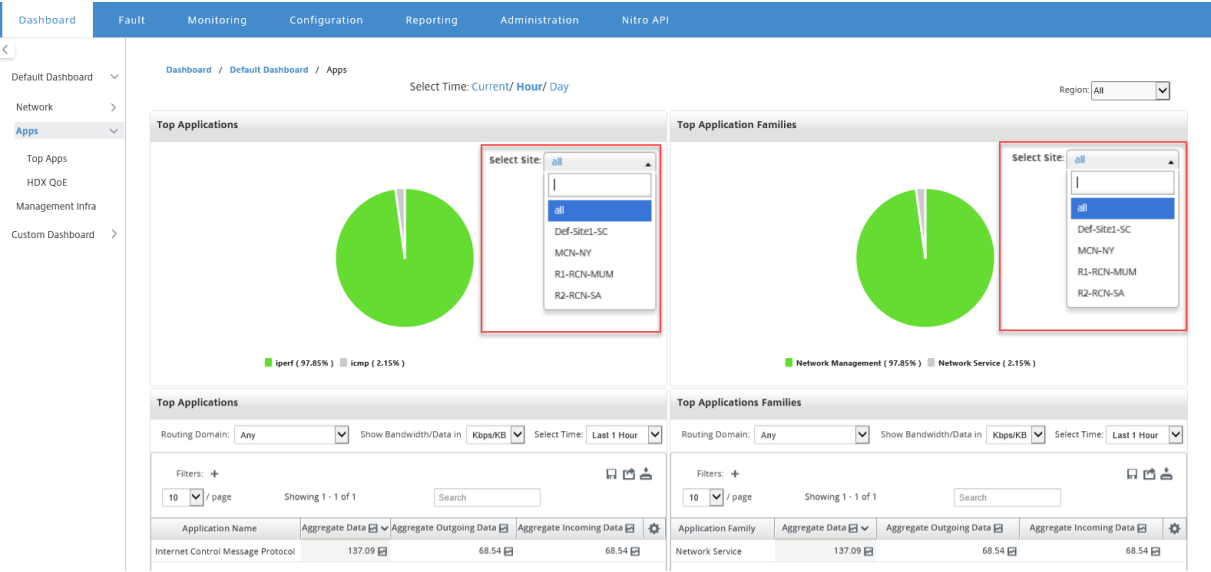 Dashboard Fault Monitoring Configuration Reporting Administration Nitro API
Default Dashboard
Network
Apps
Top Apps
HDX QoE
Management Infra
Custom Dashboard
Dashboard / Default Dashboard / Apps
Select Time: Current/ Hour/ Day
Region: All
Top Applications
Select Site: all
all
Def-Site1-SC
MCN-NY
R1-RCN-MUM
R2-RCN-SA
iperf ( 97.85% ) icmp ( 2.15% )
Top Application Families
Select Site: all
all
Def-Site1-SC
MCN-NY
R1-RCN-MUM
R2-RCN-SA
Network Management ( 97.85% ) Network Service ( 2.15% )
Top Applications
Routing Domain: Any Show Bandwidth/Data in Kbps/KB Select Time: Last 1 Hour
Filters: +
10 / page Showing 1 - 1 of 1 Search
Application Name Aggregate Data Aggregate Outgoing Data Aggregate Incoming Data
Internet Control Message Protocol 137.09 68.54 68.54
Top Applications Families
Routing Domain: Any Show Bandwidth/Data in Kbps/KB Select Time: Last 1 Hour
Filters: +
10 / page Showing 1 - 1 of 1 Search
Application Family Aggregate Data Aggregate Outgoing Data Aggregate Incoming Data
Network Service 137.09 68.54 68.54